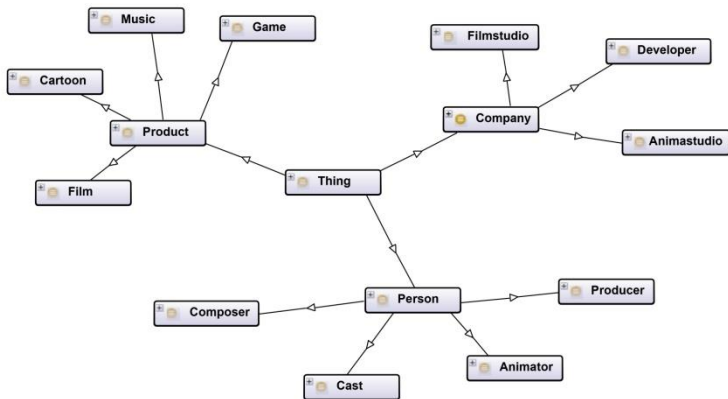 Music
Game
Filmstudio
Developer
Cartoon
Product
Company
Animastudio
Thing
Film
Person
Producer
Composer
Animator
Cast